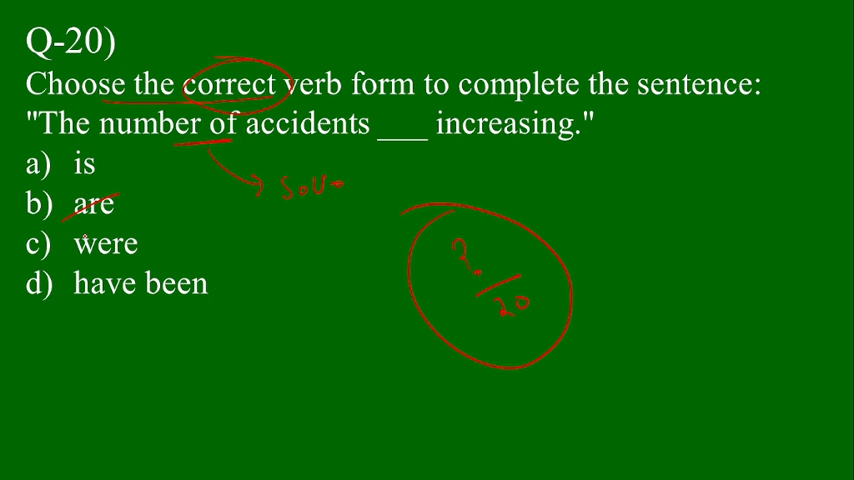 Q-20)
Choose the correct verb form to complete the sentence:
"The number of accidents ___ increasing."
a) is
b) are
c) were
d) have been
20